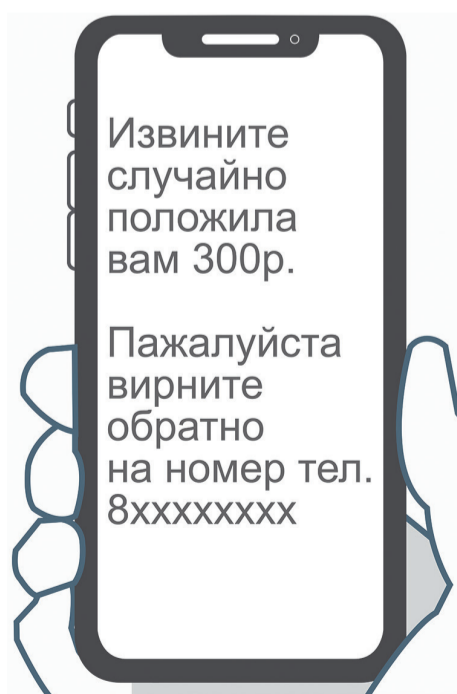 Извините
случайно
положила
вам 300р.
Пажалуйста
вирните
обратно
на номер тел.
8xxxxxxxx